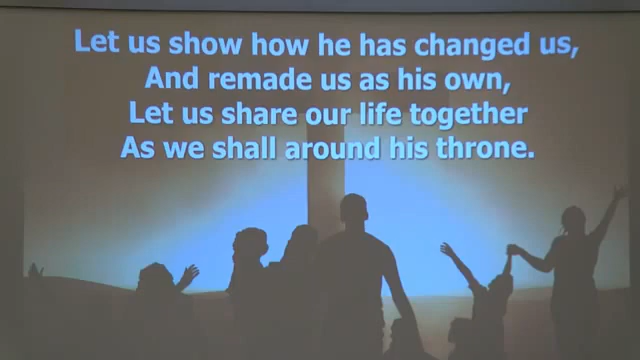 Let us show how he has changed us,
And remade us as his own,
Let us share our life together
As we shall around his throne.